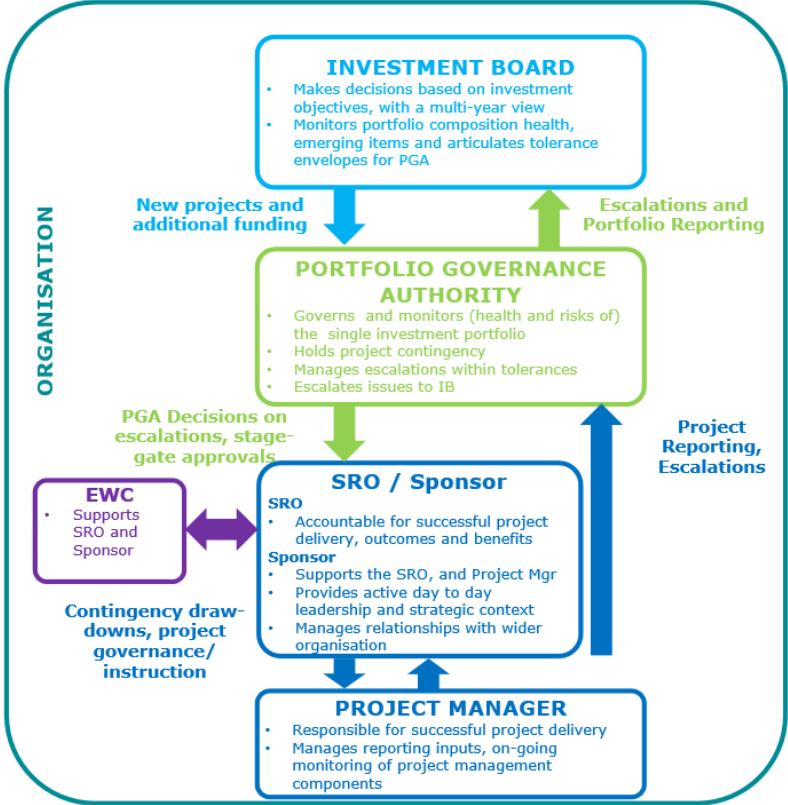 ORGANISATION
INVESTMENT BOARD
• Makes decisions based on investment
objectives, with a multi-year view
• Monitors portfolio composition health,
emerging items and articulates tolerance
envelopes for PGA
New projects and
additional funding
Escalations and
Portfolio Reporting
PORTFOLIO GOVERNANCE
AUTHORITY
• Governs and monitors (health and risks of)
the single investment portfolio
• Holds project contingency
• Manages escalations within tolerances
• Escalates issues to IB
PGA Decisions on
escalations, stage-
gate approvals
Project
Reporting,
Escalations
EWC
• Supports
SRO and
Sponsor
SRO / Sponsor
SRO
• Accountable for successful project
delivery, outcomes and benefits
Sponsor
• Supports the SRO, and Project Mgr
• Provides active day to day
leadership and strategic context
• Manages relationships with wider
organisation
Contingency draw-
downs, project
governance/
instruction
PROJECT MANAGER
• Responsible for successful project delivery
• Manages reporting inputs, on-going
monitoring of project management
components